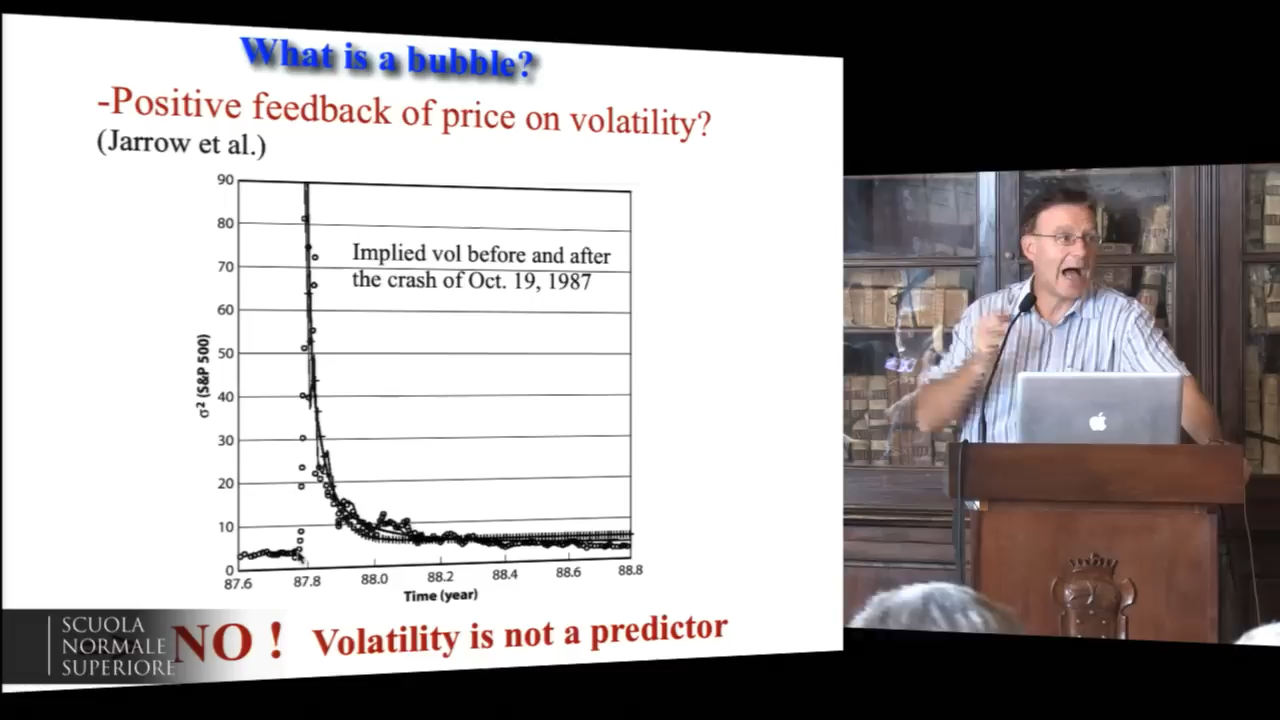 What is a bubble?
-Positive feedback of price on volatility?
(Jarrow et al.)
90
80
70
60
50
40
30
20
10
0
Implied vol before and after
the crash of Oct. 19, 1987
σ² (S&P 500)
87.6 87.8 88.0 88.2 88.4 88.6 88.8
Time (year)
NO ! Volatility is not a predictor
SCUOLA
NORMALE
SUPERIORE